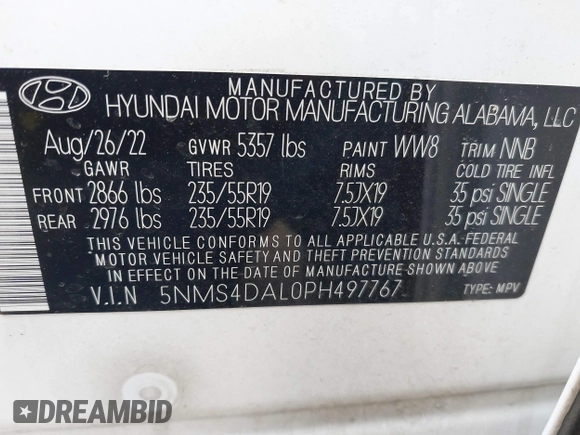 MANUFACTURED BY
HYUNDAI MOTOR MANUFACTURING ALABAMA, LLC
Aug/26/22 GVWR 5357 lbs PAINT WW8 TRIM NNB
GAWR TIRES RIMS COLD TIRE INFL
FRONT 2866 lbs 235/55R19 7.5JX19 35 psi SINGLE
REAR 2976 lbs 235/55R19 7.5JX19 35 psi SINGLE
THIS VEHICLE CONFORMS TO ALL APPLICABLE U.S.A. FEDERAL
MOTOR VEHICLE SAFETY AND THEFT PREVENTION STANDARDS
IN EFFECT ON THE DATE OF MANUFACTURE SHOWN ABOVE.
V.I.N 5NMS4DAL0PH497767 TYPE: MPV
DREAMBID